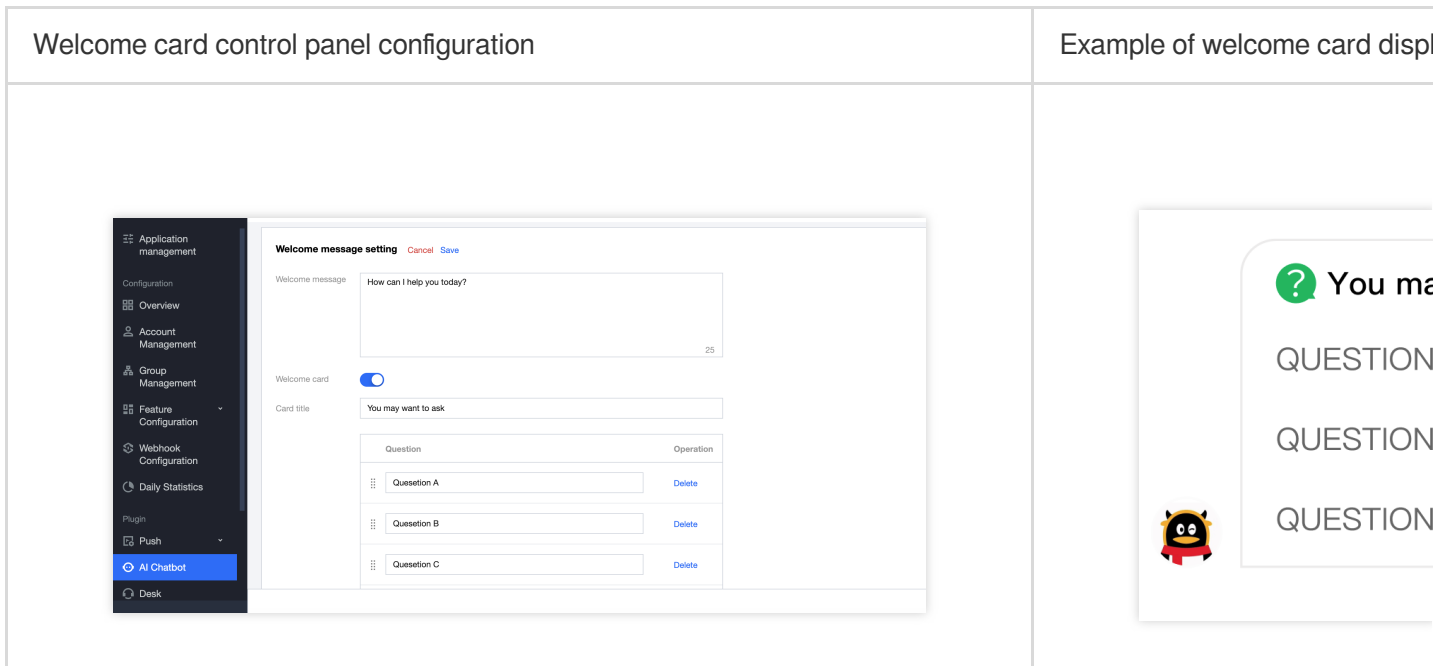 Welcome card control panel configuration
Example of welcome card displ
Application
management
Configuration
Overview
Account
Management
Group
Management
Feature
Configuration
Webhook
Configuration
Daily Statistics
Plugin
Push
AI Chatbot
Desk
Welcome message setting Cancel Save
Welcome message
How can I help you today?
25
Welcome card
Card title
You may want to ask
Question Operation
Quesetion A Delete
Quesetion B Delete
Quesetion C Delete
? You ma
QUESTION
QUESTION
QUESTION